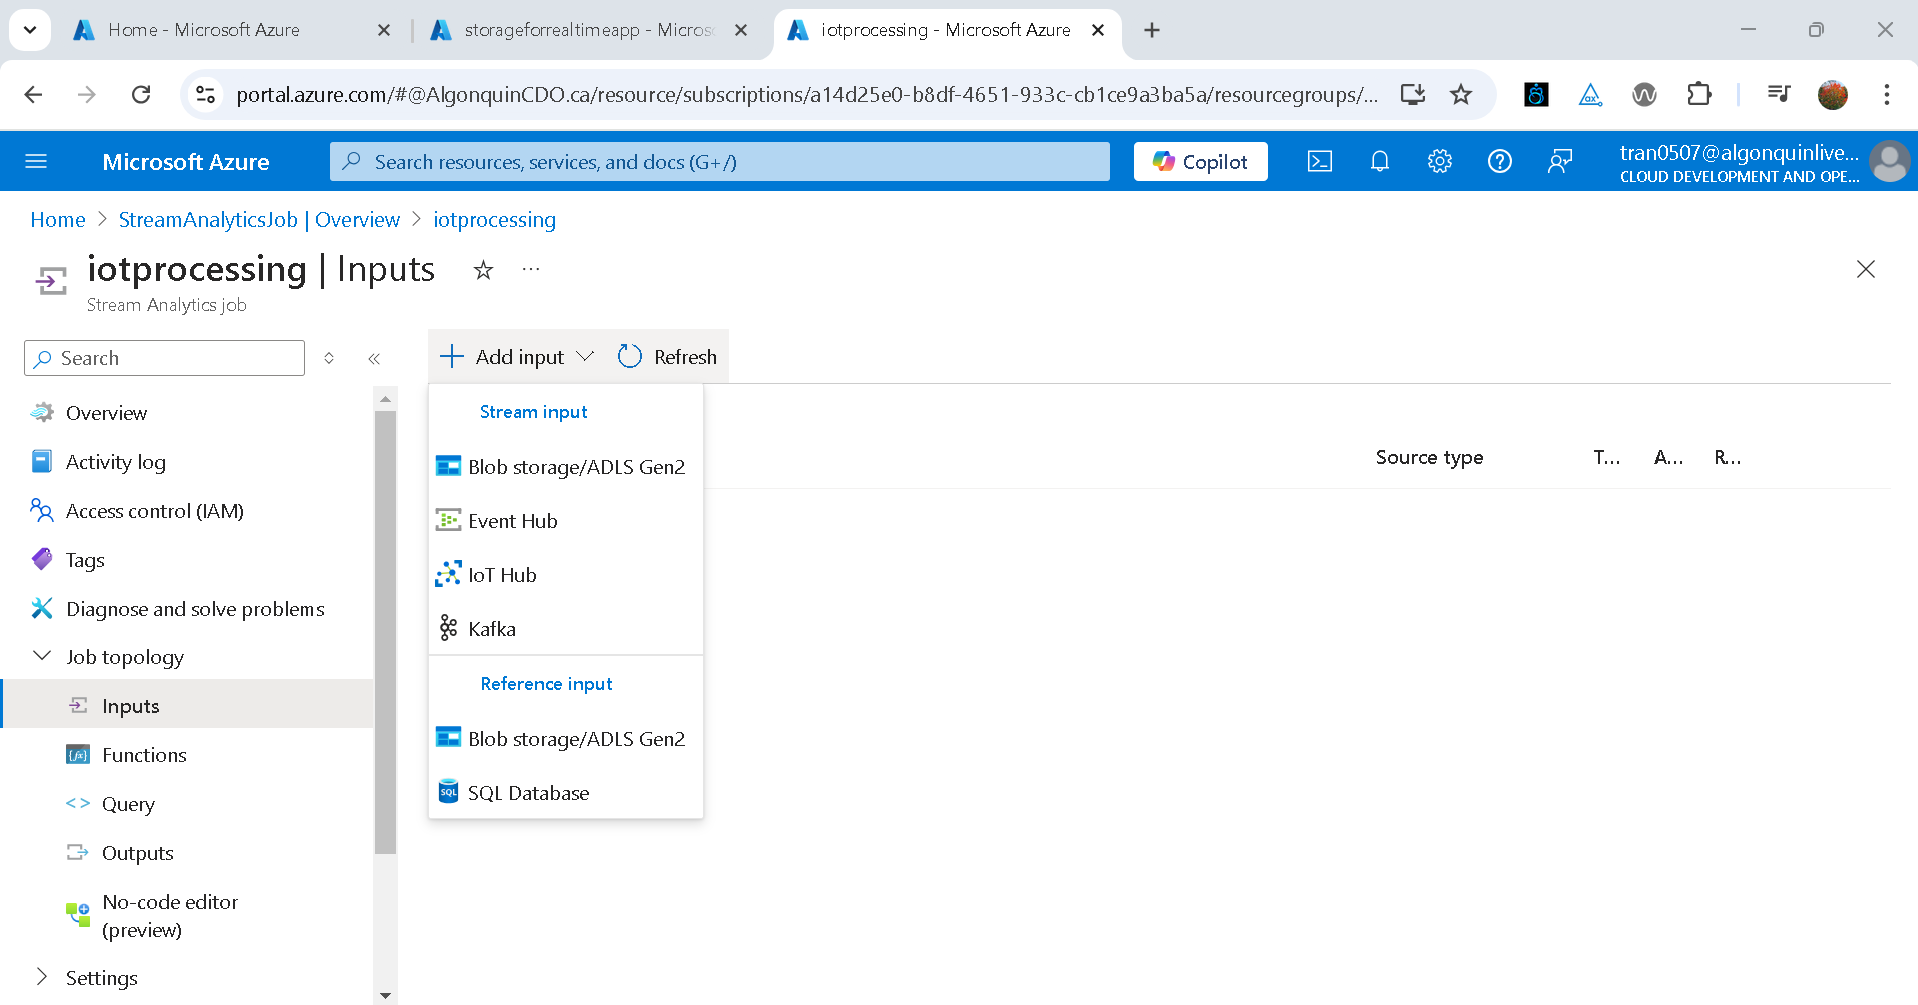 Home - Microsoft Azure
storageforrealtimeapp - Micros
iotprocessing - Microsoft Azure
portal.azure.com/#@AlgonquinCDO.ca/resource/subscriptions/a14d25e0-b8df-4651-933c-cb1ce9a3ba5a/resourcegroups/...
Microsoft Azure
Search resources, services, and docs (G+/)
Copilot
tran0507@algonquinlive...
CLOUD DEVELOPMENT AND OPE...
Home > StreamAnalyticsJob | Overview > iotprocessing
iotprocessing | Inputs
Stream Analytics job
Search
Add input
Refresh
Overview
Activity log
Access control (IAM)
Tags
Diagnose and solve problems
Job topology
Inputs
Functions
Query
Outputs
No-code editor
(preview)
Settings
Stream input
Blob storage/ADLS Gen2
Event Hub
IoT Hub
Kafka
Reference input
Blob storage/ADLS Gen2
SQL Database
Source type T... A... R...